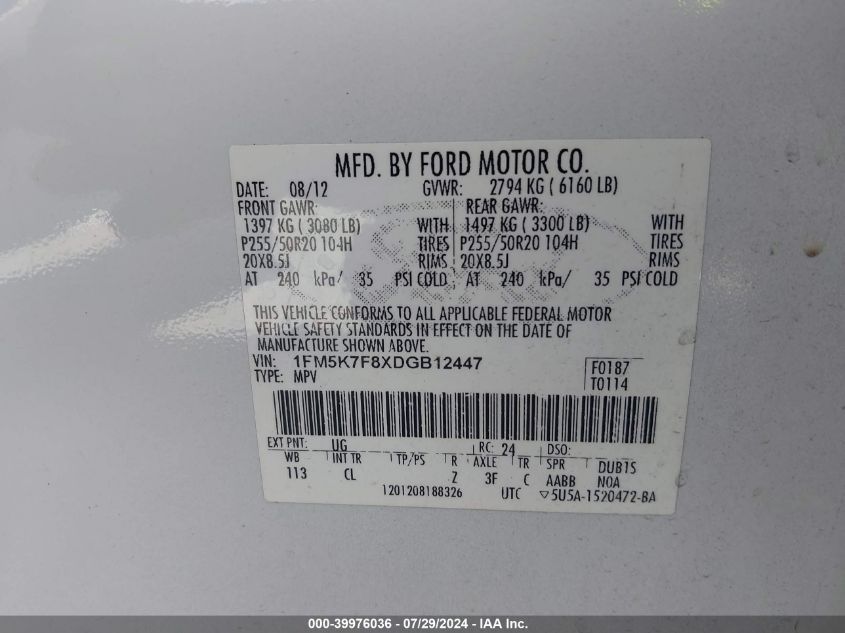 MFD. BY FORD MOTOR CO.
DATE: 08/12 GVWR: 2794 KG ( 6160 LB)
FRONT GAWR: REAR GAWR:
1397 KG ( 3080 LB) WITH 1497 KG ( 3300 LB) WITH
P255/50R20 104H TIRES P255/50R20 104H TIRES
20X8.5J RIMS 20X8.5J RIMS
AT 240 kPa/ 35 PSI COLD AT 240 kPa/ 35 PSI COLD
THIS VEHICLE CONFORMS TO ALL APPLICABLE FEDERAL MOTOR
VEHICLE SAFETY STANDARDS IN EFFECT ON THE DATE OF
MANUFACTURE SHOWN ABOVE.
VIN: 1FM5K7F8XDGB12447 F0187
TYPE: MPV T0114
EXT PNT: UG RC: 24 DSO:
WB INT TR TP/PS R AXLE TR SPR DUBTS
113 CL Z 3F C AABB N0A
1201208188326 UTC ▽5U5A-1520472-BA
000-39976036 / 07/29/2024 / IAAI.com